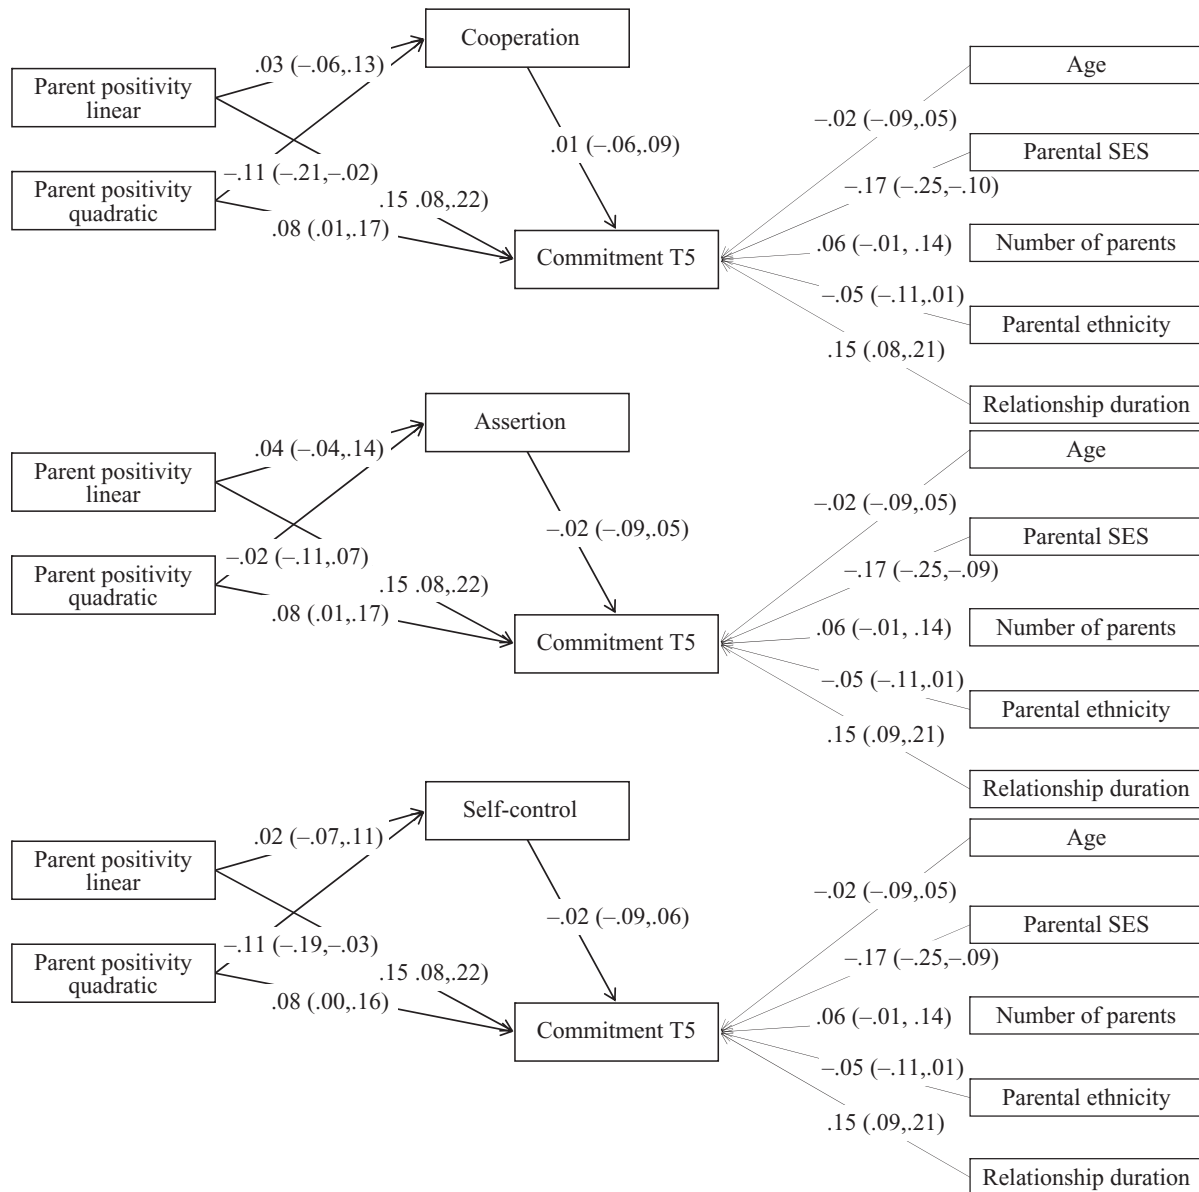 Cooperation
.03 (–.06,.13)
Parent positivity
linear
Age
–.02 (–.09,.05)
.01 (–.06,.09)
Parental SES
–.11 (–.21,–.02)
Parent positivity
quadratic
–.17 (–.25,–.10)
.15 .08,.22)
.08 (.01,.17)
Commitment T5
.06 (–.01, .14)
Number of parents
–.05 (–.11,.01)
Parental ethnicity
.15 (.08,.21)
Relationship duration
Assertion
.04 (–.04,.14)
Parent positivity
linear
Age
–.02 (–.09,.05)
–.02 (–.09,.05)
Parental SES
–.02 (–.11,.07)
Parent positivity
quadratic
–.17 (–.25,–.09)
.15 .08,.22)
.08 (.01,.17)
Commitment T5
.06 (–.01, .14)
Number of parents
–.05 (–.11,.01)
Parental ethnicity
.15 (.09,.21)
Relationship duration
Self-control
.02 (–.07,.11)
Parent positivity
linear
Age
–.02 (–.09,.05)
–.02 (–.09,.06)
Parental SES
–.11 (–.19,–.03)
Parent positivity
quadratic
–.17 (–.25,–.09)
.15 .08,.22)
.08 (.00,.16)
Commitment T5
.06 (–.01, .14)
Number of parents
–.05 (–.11,.01)
Parental ethnicity
.15 (.09,.21)
Relationship duration